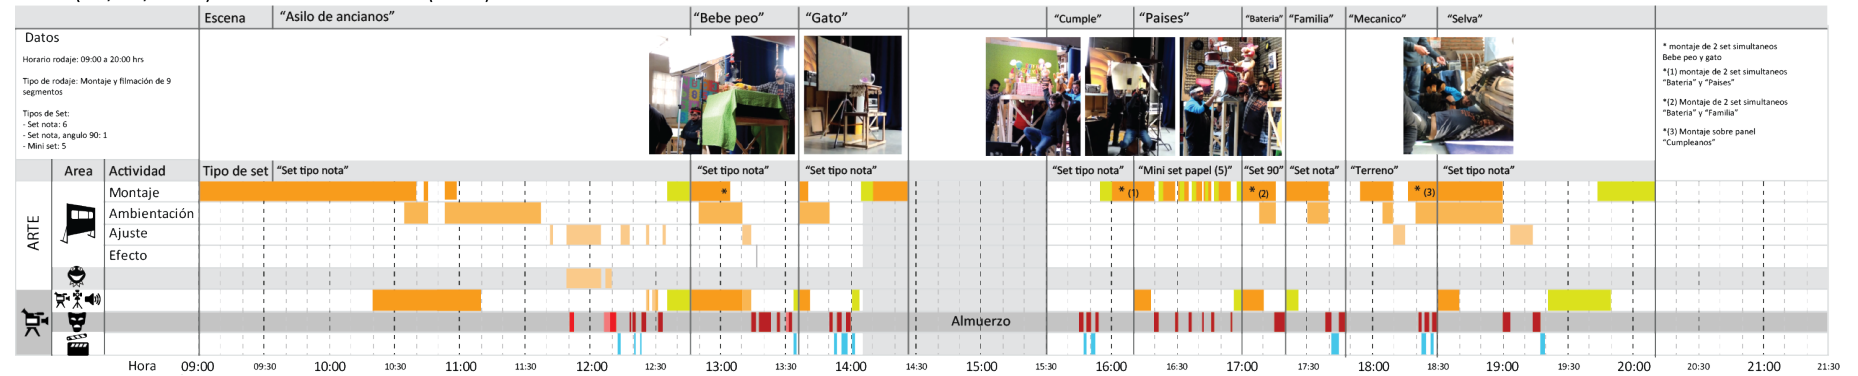 Escena
"Asilo de ancianos"
"Bebe peo"
"Gato"
"Cumple"
"Paises"
"Bateria"
"Familia"
"Mecanico"
"Selva"
Datos
Horario rodaje: 09:00 a 20:00 hrs
Tipo de rodaje: Montaje y filmación de 9
segmentos
Tipos de Set:
- Set nota: 6
- Set nota, angulo 90: 1
- Mini set: 5
* montaje de 2 set simultaneos
Bebe peo y gato
*(1) montaje de 2 set simultaneos
"Bateria" y "Paises"
*(2) Montaje de 2 set simultaneos
"Bateria" y "Familia"
*(3) Montaje sobre panel
"Cumpleanos"
Area
Actividad
Tipo de set
"Set tipo nota"
"Set tipo nota"
"Set tipo nota"
"Set tipo nota"
"Mini set papel (5)"
"Set 90"
"Set nota"
"Terreno"
"Set tipo nota"
ARTE
Montaje
*
* (1)
* (2)
* (3)
Ambientación
Ajuste
Efecto
Almuerzo
Hora
09:00
09:30
10:00
10:30
11:00
11:30
12:00
12:30
13:00
13:30
14:00
14:30
15:00
15:30
16:00
16:30
17:00
17:30
18:00
18:30
19:00
19:30
20:00
20:30
21:00
21:30